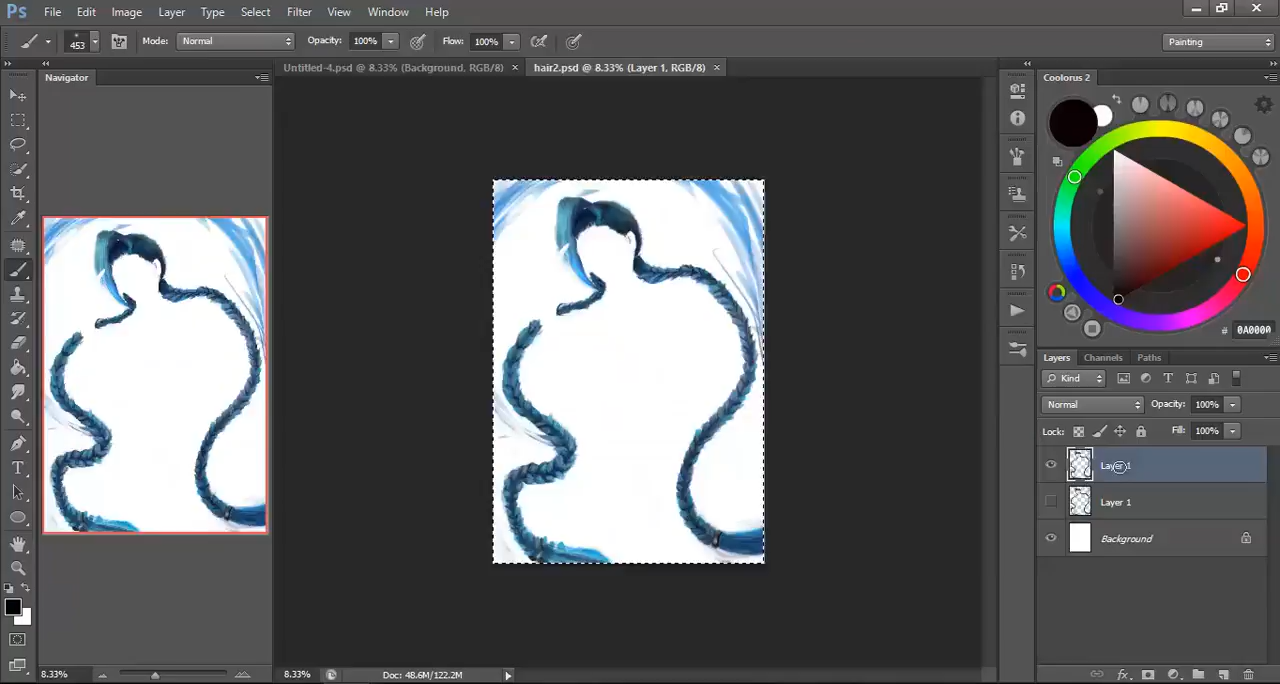 Ps File Edit Image Layer Type Select Filter View Window Help
453 Mode: Normal Opacity: 100% Flow: 100% Painting
Navigator
Untitled-4.psd @ 8.33% (Background, RGB/8) × hair2.psd @ 8.33% (Layer 1, RGB/8) ×
Coolorus 2
# 0A0000
Layers Channels Paths
Kind
Normal Opacity: 100%
Lock: Fill: 100%
Layer 1
Layer 1
Background
8.33%
8.33% Doc: 48.6M/122.2M